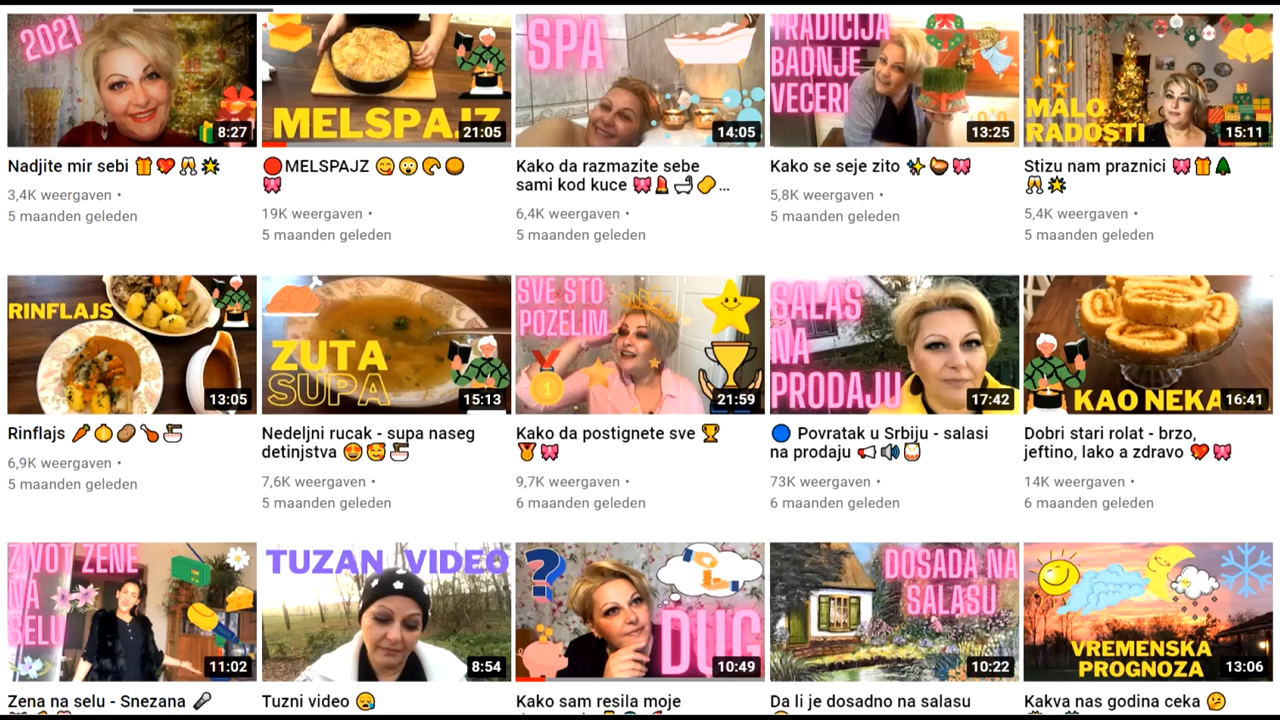 2021
8:27
MELSPAJZ
21:05
SPA
14:05
TRADICIJA
BADNJE
VECERI
13:25
MALO
RADOSTI
15:11
Nadjite mir sebi
3,4K weergaven •
5 maanden geleden
MELSPAJZ
19K weergaven •
5 maanden geleden
Kako da razmazite sebe
sami kod kuce ...
6,4K weergaven •
5 maanden geleden
Kako se seje zito
5,8K weergaven •
5 maanden geleden
Stizu nam praznici
5,4K weergaven •
5 maanden geleden
RINFLAJS
13:05
ZUTA
SUPA
15:13
SVE STO
POZELIM
1
21:59
SALAS
NA
PRODAJU
17:42
KAO NEKA
16:41
Rinflajs
6,9K weergaven •
5 maanden geleden
Nedeljni rucak - supa naseg
detinjstva
7,6K weergaven •
5 maanden geleden
Kako da postignete sve
9,7K weergaven •
6 maanden geleden
Povratak u Srbiju - salasi
na prodaju
73K weergaven •
6 maanden geleden
Dobri stari rolat - brzo,
jeftino, lako a zdravo
14K weergaven •
6 maanden geleden
ZIVOT ZENE
NA
SELU
11:02
TUZAN VIDEO
8:54
?
DUG
10:49
DOSADA NA
SALASU
10:22
VREMENSKA
PROGNOZA
13:06
Zena na selu - Snezana
Tuzni video
Kako sam resila moje
Da li je dosadno na salasu
Kakva nas godina ceka